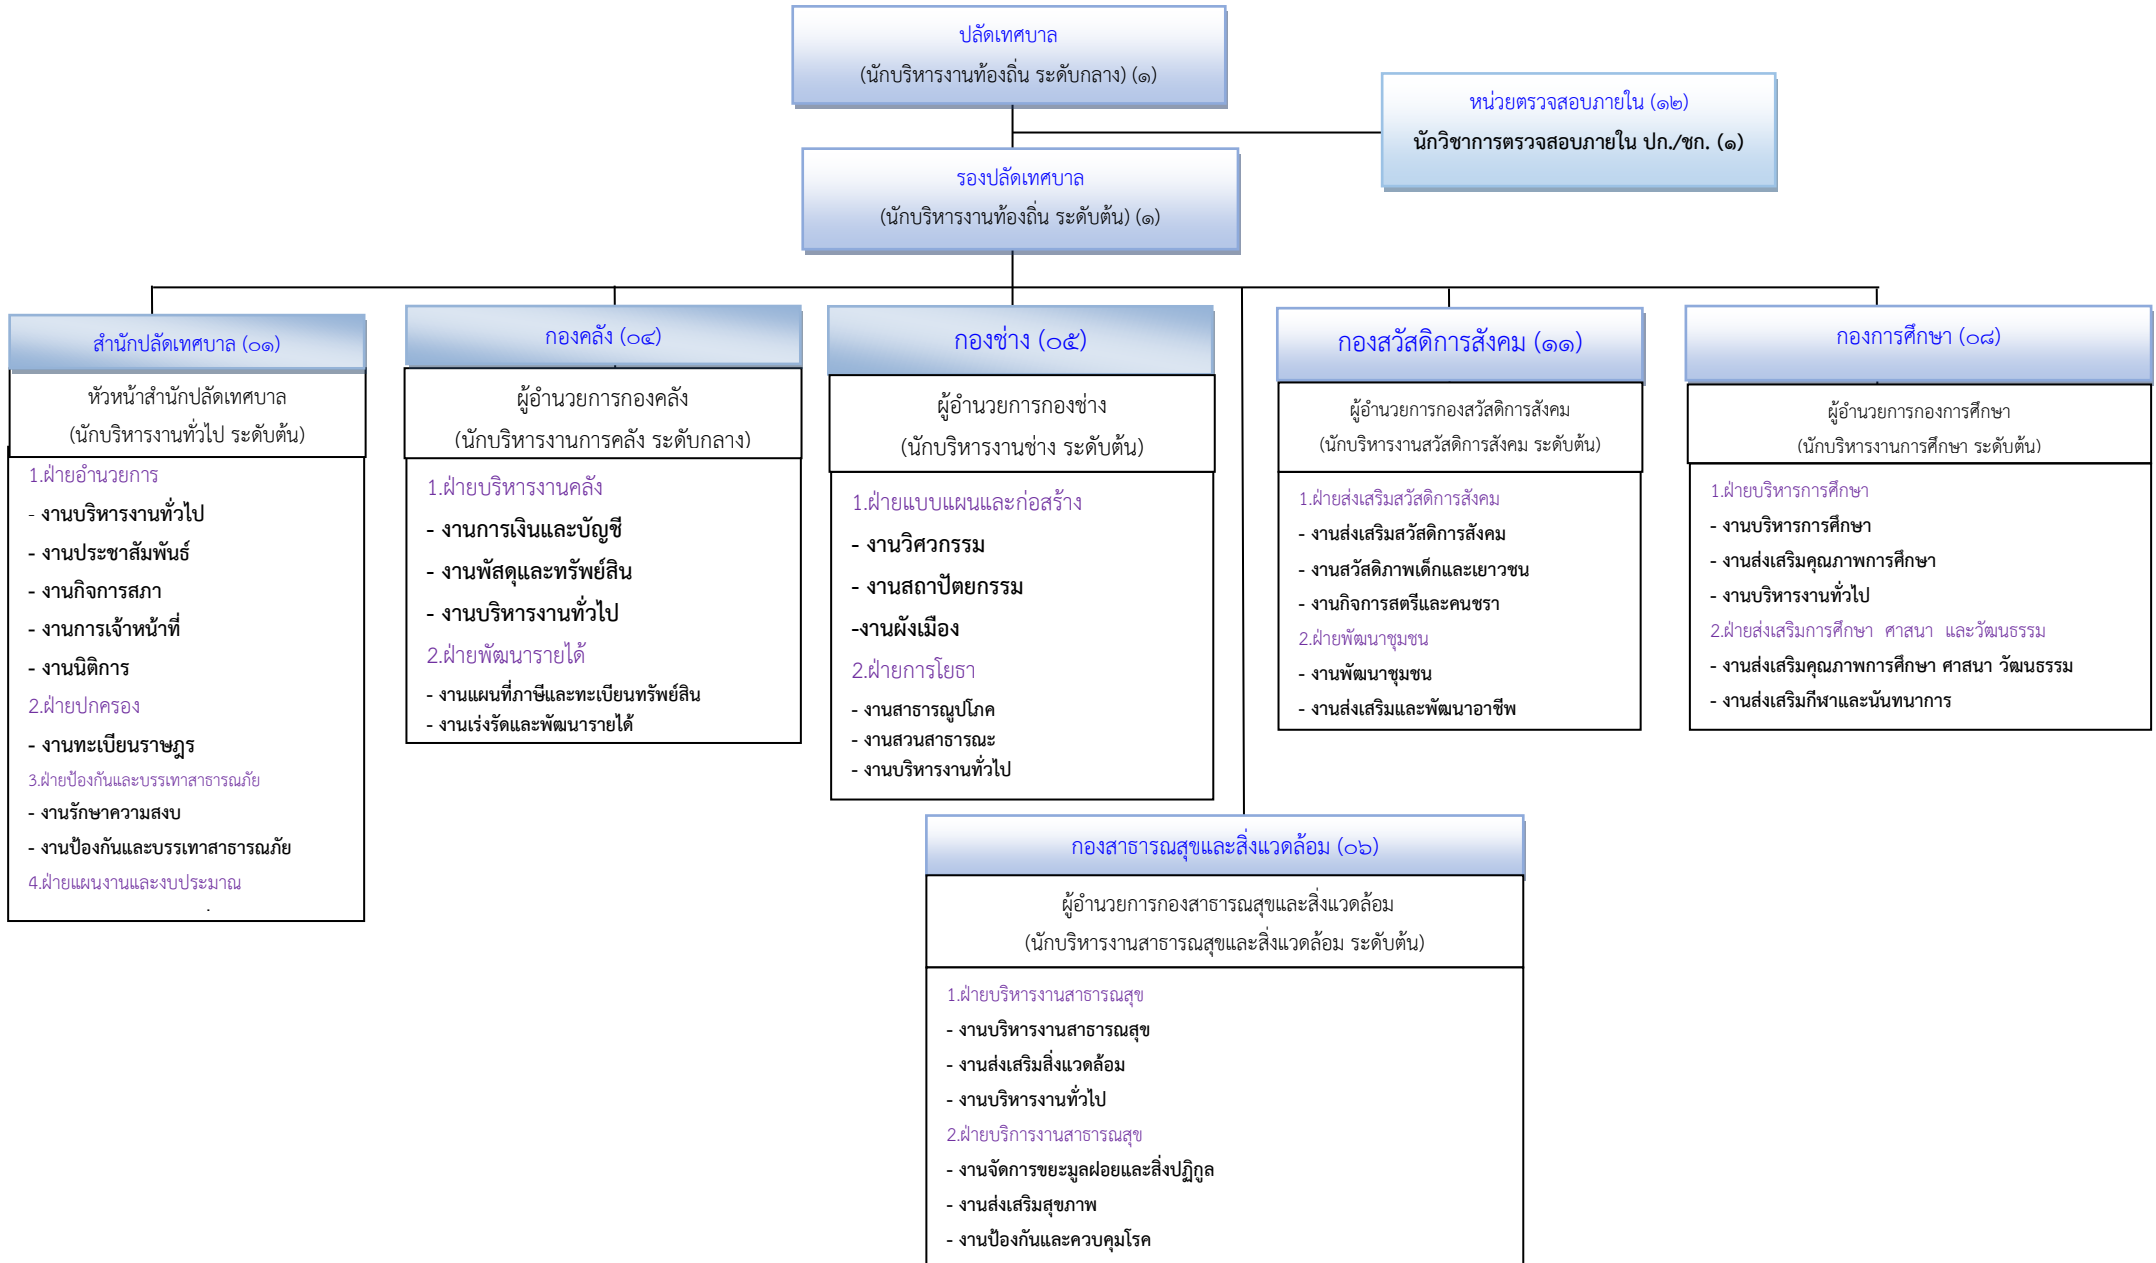 ปลัดเทศบาล
(นักบริหารงานท้องถิ่น ระดับกลาง) (๑)
หน่วยตรวจสอบภายใน (๑๒)
นักวิชาการตรวจสอบภายใน ปก./ชก. (๑)
รองปลัดเทศบาล
(นักบริหารงานท้องถิ่น ระดับต้น) (๑)
สำนักปลัดเทศบาล (๐๑)
หัวหน้าสำนักปลัดเทศบาล
(นักบริหารงานทั่วไป ระดับต้น)
1.ฝ่ายอำนวยการ
- งานบริหารงานทั่วไป
- งานประชาสัมพันธ์
- งานกิจการสภา
- งานการเจ้าหน้าที่
- งานนิติการ
2.ฝ่ายปกครอง
- งานทะเบียนราษฎร
3.ฝ่ายป้องกันและบรรเทาสาธารณภัย
- งานรักษาความสงบ
- งานป้องกันและบรรเทาสาธารณภัย
4.ฝ่ายแผนงานและงบประมาณ
กองคลัง (๐๔)
ผู้อำนวยการกองคลัง
(นักบริหารงานการคลัง ระดับกลาง)
1.ฝ่ายบริหารงานคลัง
- งานการเงินและบัญชี
- งานพัสดุและทรัพย์สิน
- งานบริหารงานทั่วไป
2.ฝ่ายพัฒนารายได้
- งานแผนที่ภาษีและทะเบียนทรัพย์สิน
- งานเร่งรัดและพัฒนารายได้
กองช่าง (๐๕)
ผู้อำนวยการกองช่าง
(นักบริหารงานช่าง ระดับต้น)
1.ฝ่ายแบบแผนและก่อสร้าง
- งานวิศวกรรม
- งานสถาปัตยกรรม
-งานผังเมือง
2.ฝ่ายการโยธา
- งานสาธารณูปโภค
- งานสวนสาธารณะ
- งานบริหารงานทั่วไป
กองสวัสดิการสังคม (๑๑)
ผู้อำนวยการกองสวัสดิการสังคม
(นักบริหารงานสวัสดิการสังคม ระดับต้น)
1.ฝ่ายส่งเสริมสวัสดิการสังคม
- งานส่งเสริมสวัสดิการสังคม
- งานสวัสดิภาพเด็กและเยาวชน
- งานกิจการสตรีและคนชรา
2.ฝ่ายพัฒนาชุมชน
- งานพัฒนาชุมชน
- งานส่งเสริมและพัฒนาอาชีพ
กองการศึกษา (๐๘)
ผู้อำนวยการกองการศึกษา
(นักบริหารงานการศึกษา ระดับต้น)
1.ฝ่ายบริหารการศึกษา
- งานบริหารการศึกษา
- งานส่งเสริมคุณภาพการศึกษา
- งานบริหารงานทั่วไป
2.ฝ่ายส่งเสริมการศึกษา ศาสนา และวัฒนธรรม
- งานส่งเสริมคุณภาพการศึกษา ศาสนา วัฒนธรรม
- งานส่งเสริมกีฬาและนันทนาการ
กองสาธารณสุขและสิ่งแวดล้อม (๐๖)
ผู้อำนวยการกองสาธารณสุขและสิ่งแวดล้อม
(นักบริหารงานสาธารณสุขและสิ่งแวดล้อม ระดับต้น)
1.ฝ่ายบริหารงานสาธารณสุข
- งานบริหารงานสาธารณสุข
- งานส่งเสริมสิ่งแวดล้อม
- งานบริหารงานทั่วไป
2.ฝ่ายบริการงานสาธารณสุข
- งานจัดการขยะมูลฝอยและสิ่งปฏิกูล
- งานส่งเสริมสุขภาพ
- งานป้องกันและควบคุมโรค